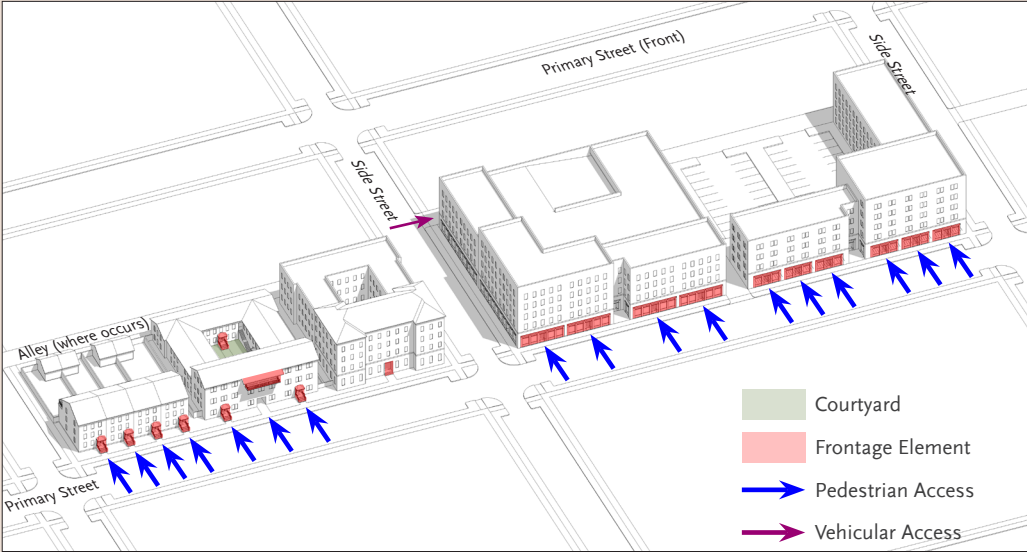 Primary Street (Front)
Side Street
Side Street
Alley (where occurs)
Primary Street
Courtyard
Frontage Element
Pedestrian Access
Vehicular Access